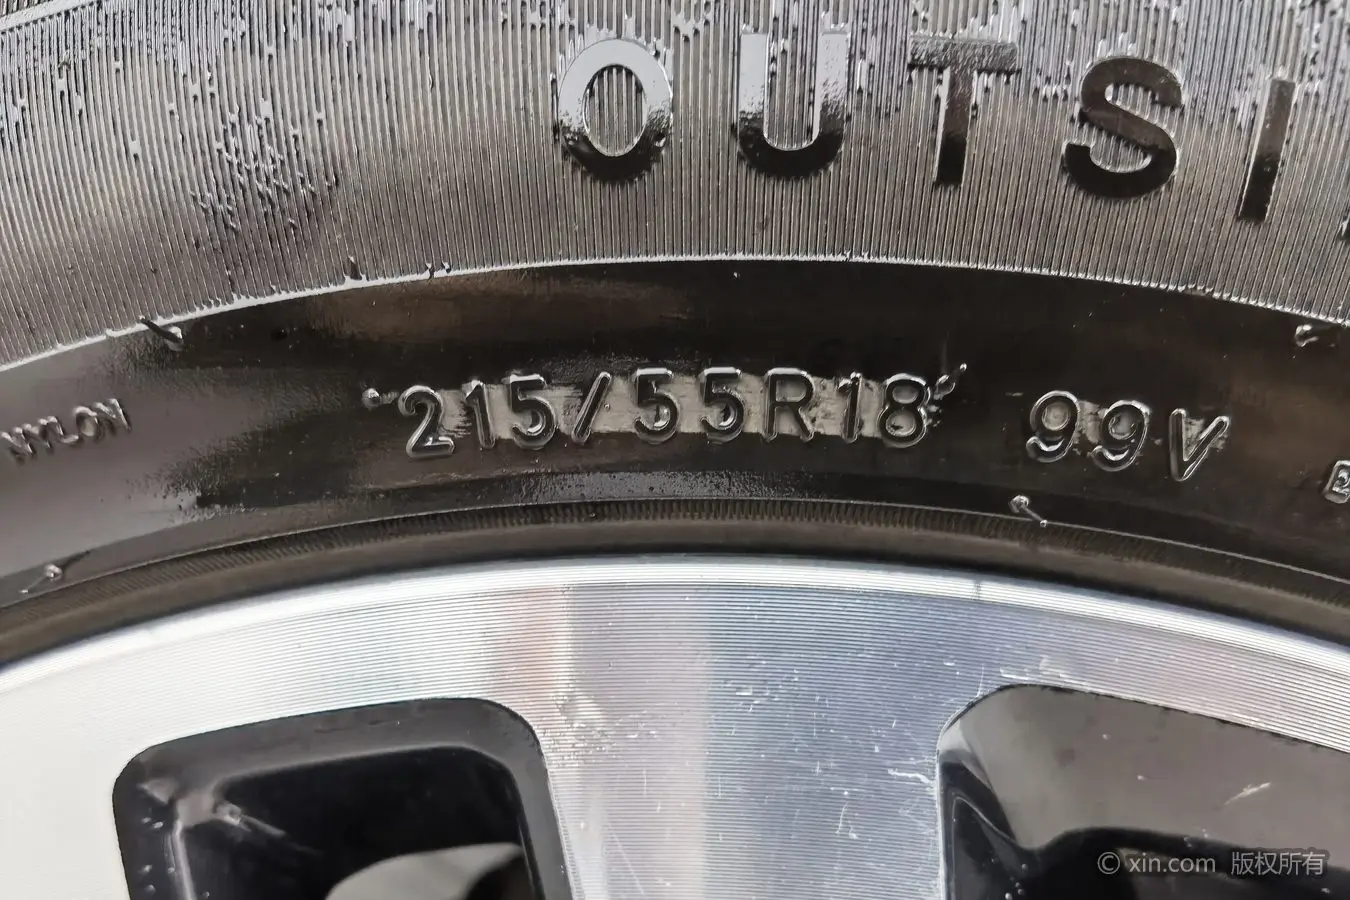 OUTSI
NYLON
215/55R18 99V
© xin.com 版权所有